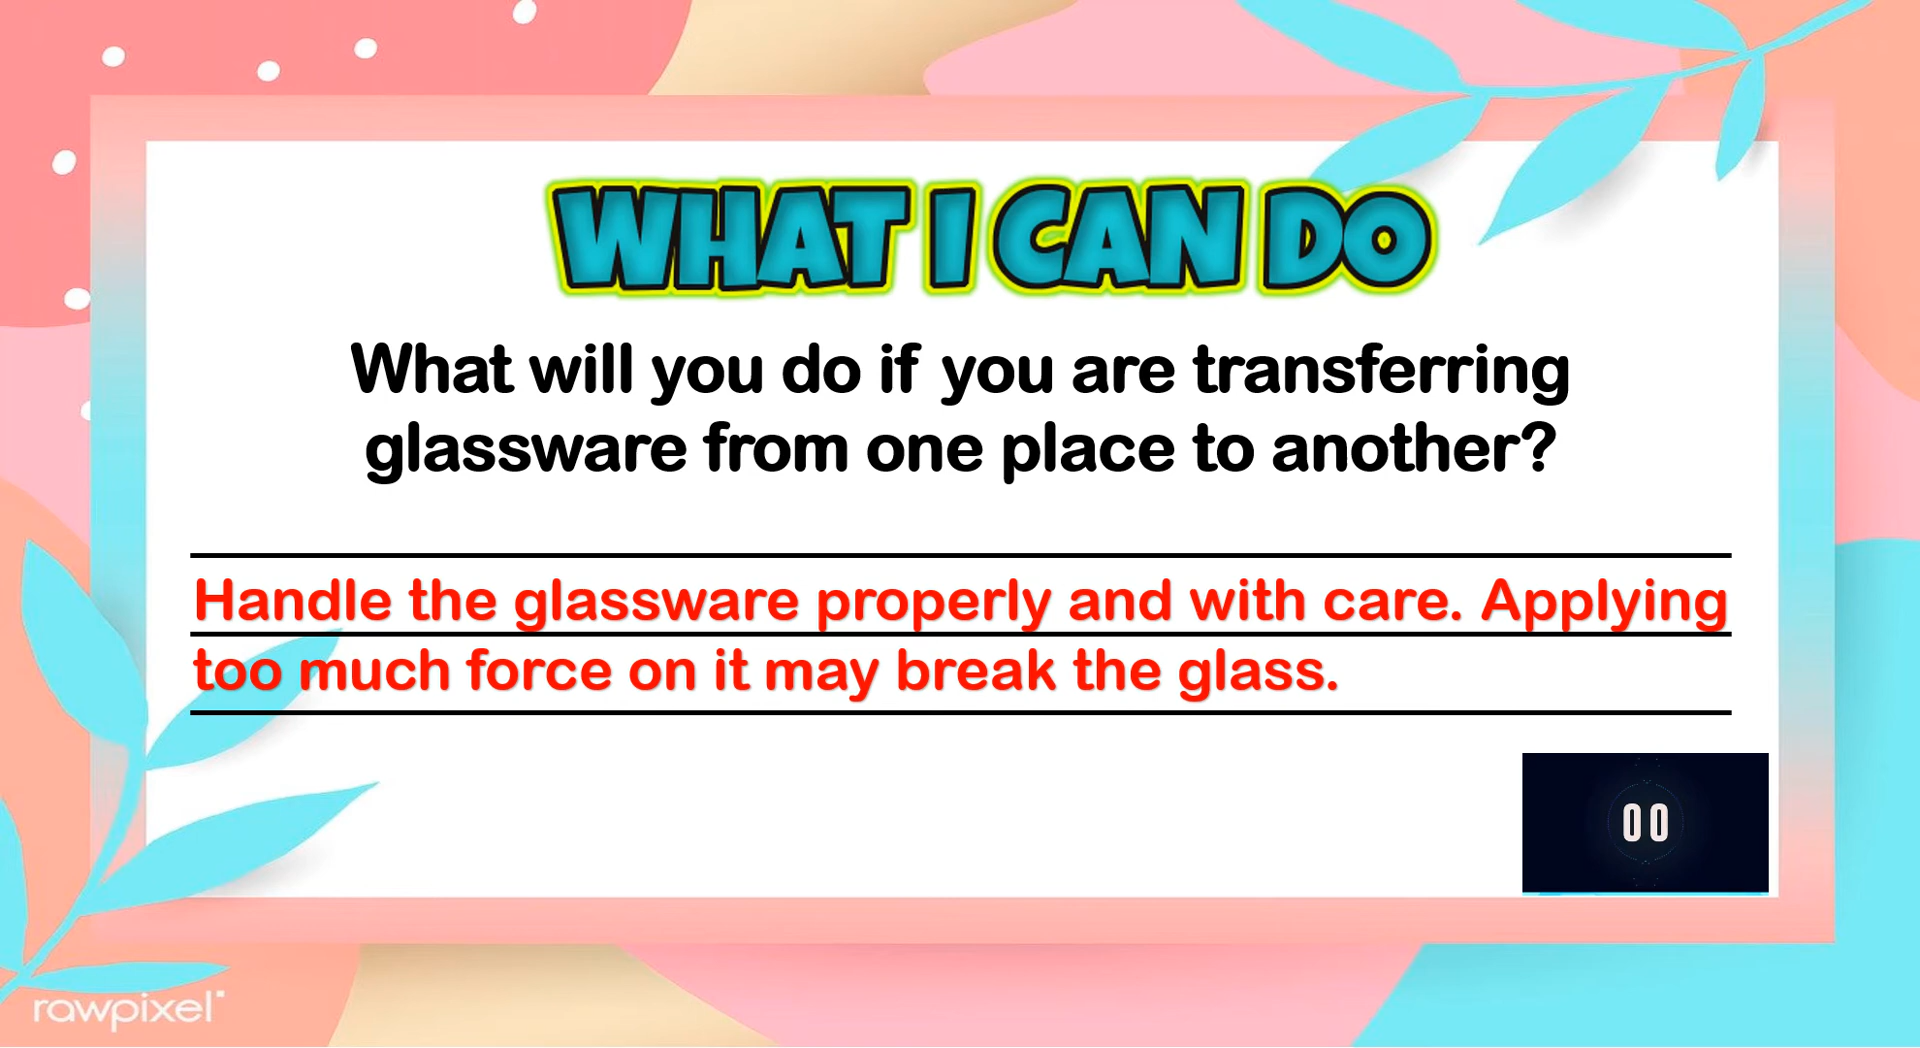 WHAT I CAN DO
What will you do if you are transferring
glassware from one place to another?
Handle the glassware properly and with care. Applying
too much force on it may break the glass.
00
rawpixel